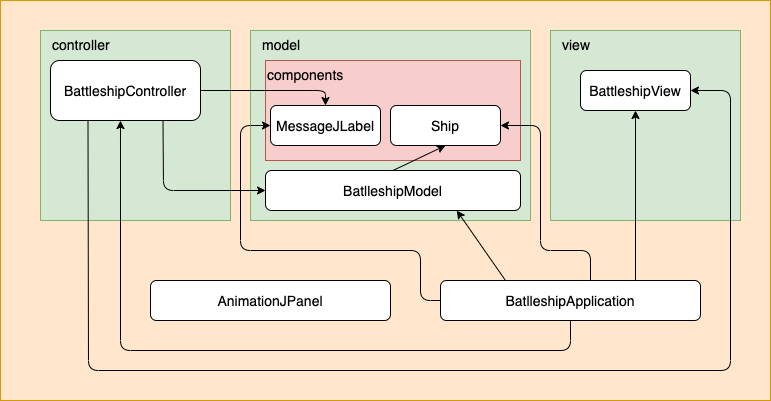 controller
model
view
components
BattleshipController
BattleshipView
MessageJLabel
Ship
BatlleshipModel
AnimationJPanel
BatlleshipApplication